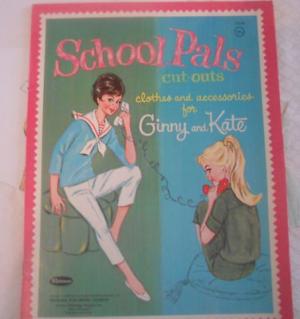 School Pals
cut-outs
clothes and accessories
for
Ginny and Kate
Whitman